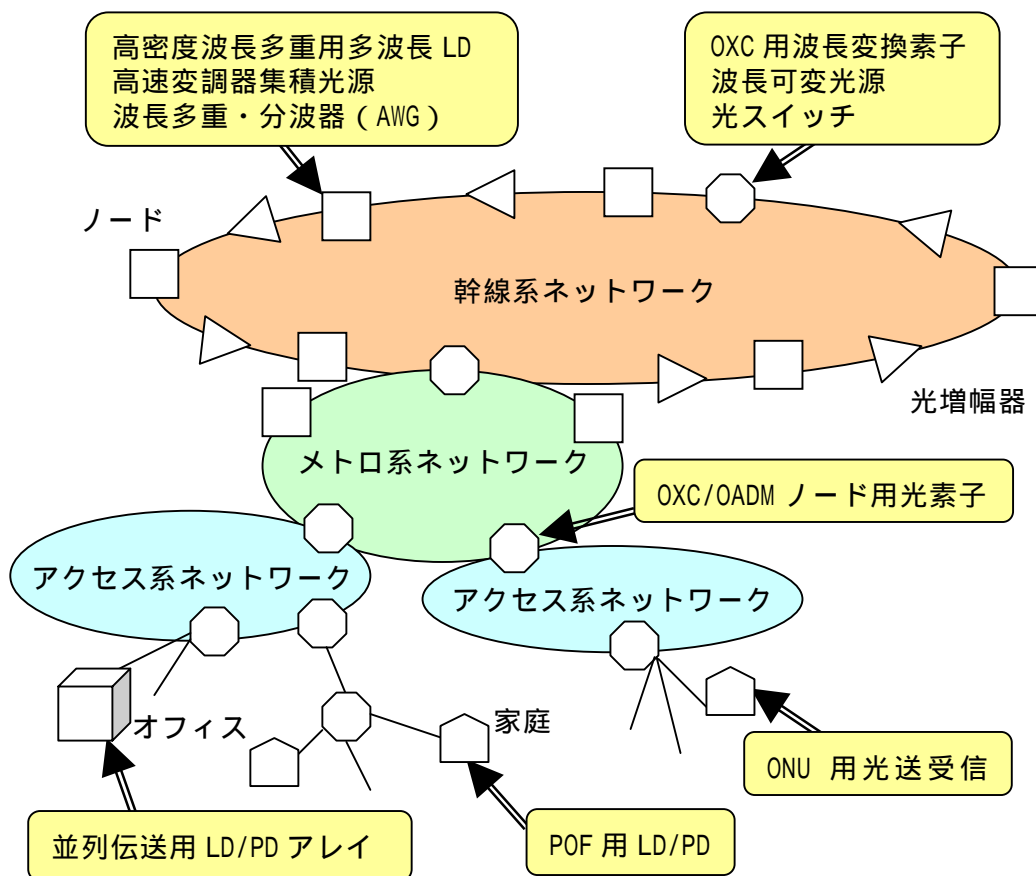 高密度波長多重用多波長 LD
高速変調器集積光源
波長多重・分波器（AWG）
OXC 用波長変換素子
波長可変光源
光スイッチ
ノード
幹線系ネットワーク
光増幅器
メトロ系ネットワーク
OXC/OADM ノード用光素子
アクセス系ネットワーク
アクセス系ネットワーク
オフィス
家庭
ONU 用光送受信
並列伝送用 LD/PD アレイ
POF 用 LD/PD